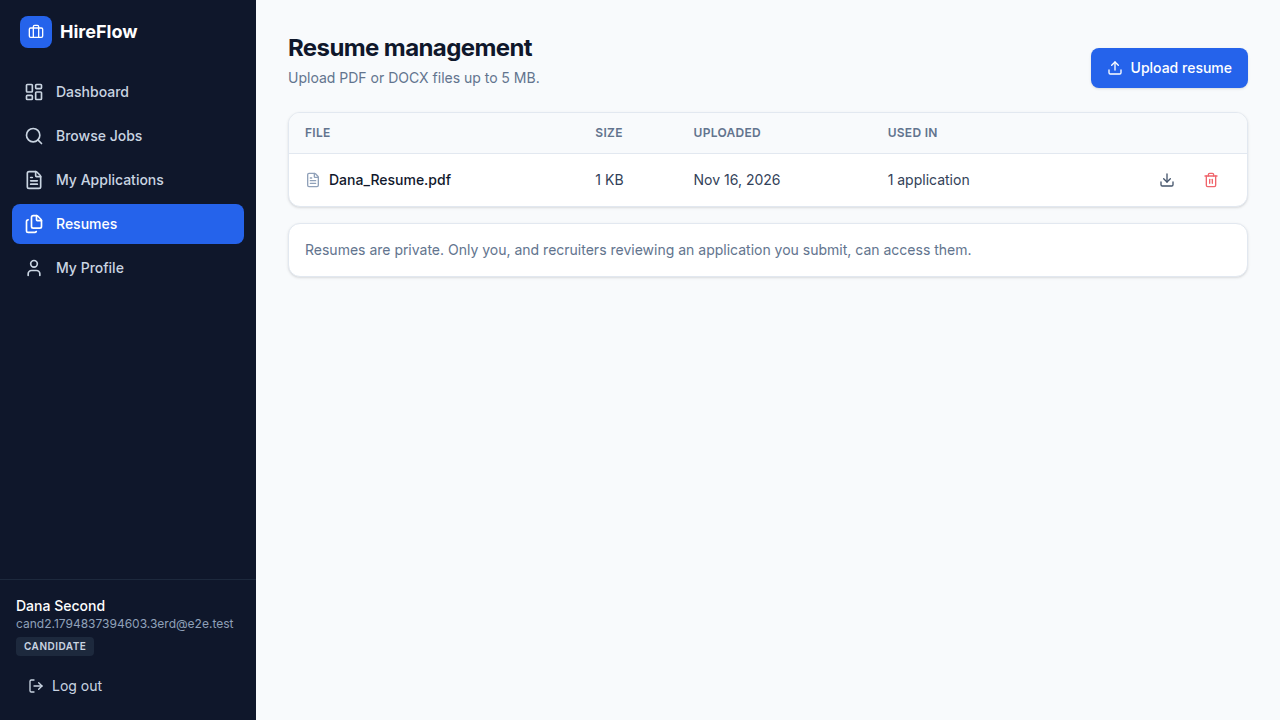 HireFlow
Dashboard
Browse Jobs
My Applications
Resumes
My Profile
Dana Second
cand2.1794837394603.3erd@e2e.test
CANDIDATE
Log out
Resume management
Upload PDF or DOCX files up to 5 MB.
Upload resume
FILE SIZE UPLOADED USED IN
Dana_Resume.pdf 1 KB Nov 16, 2026 1 application
Resumes are private. Only you, and recruiters reviewing an application you submit, can access them.